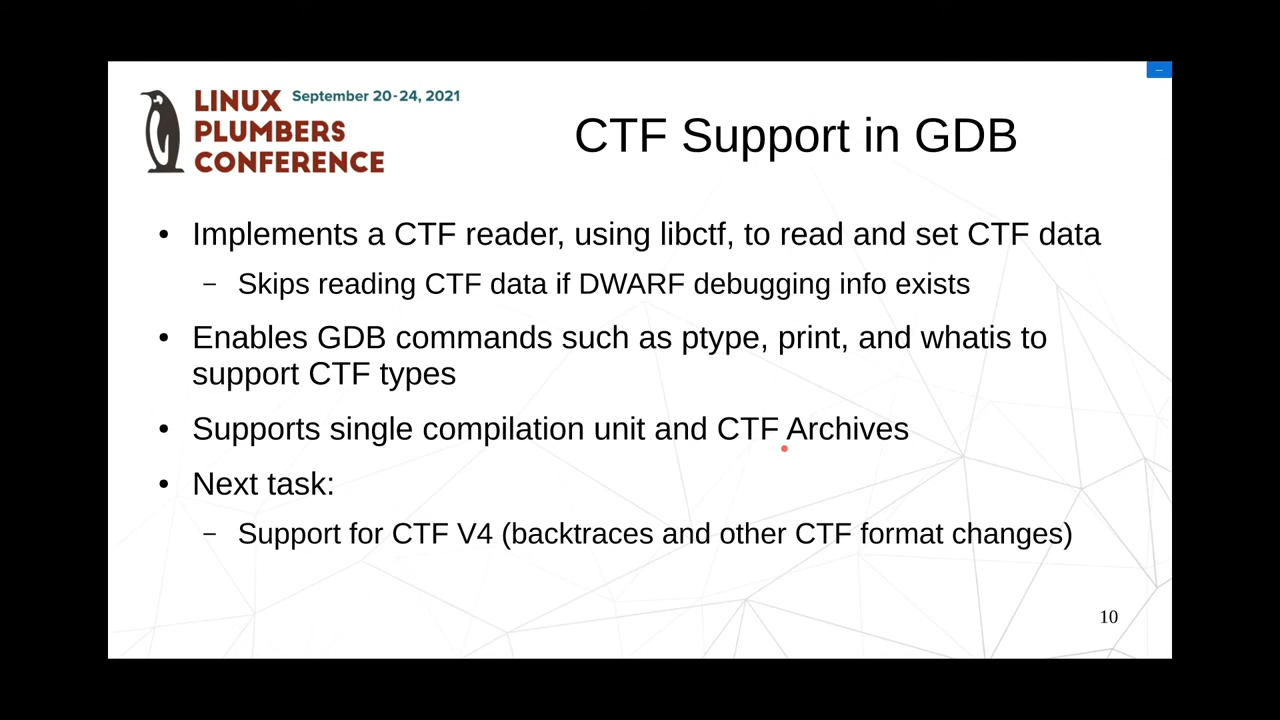 LINUX September 20-24, 2021
PLUMBERS
CONFERENCE
CTF Support in GDB
• Implements a CTF reader, using libctf, to read and set CTF data
– Skips reading CTF data if DWARF debugging info exists
• Enables GDB commands such as ptype, print, and whatis to
support CTF types
• Supports single compilation unit and CTF Archives
• Next task:
– Support for CTF V4 (backtraces and other CTF format changes)
10